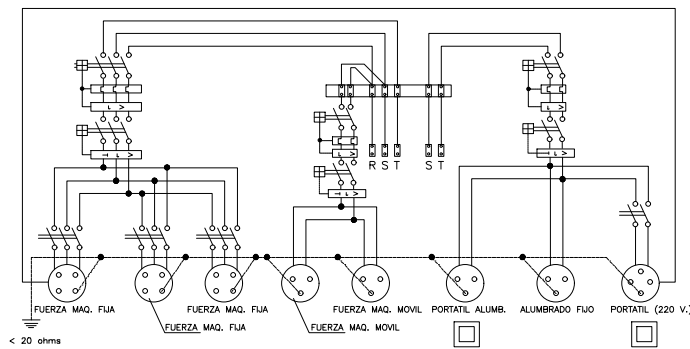 R S T S T
FUERZA MAQ. FIJA FUERZA MAQ. FIJA FUERZA MAQ. MOVIL PORTATIL ALUMB. ALUMBRADO FIJO PORTATIL (220 V.)
FUERZA MAQ. FIJA FUERZA MAQ. MOVIL
< 20 ohms